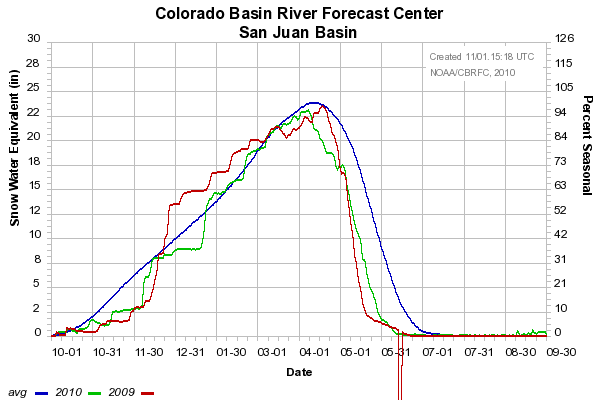 Colorado Basin River Forecast Center
San Juan Basin
Created 11/01.15:18 UTC
NOAA/CBRFC, 2010
Snow Water Equivalent (in)
30
28
25
22
20
18
15
12
10
8
5
2
0
Percent Seasonal
126
115
105
94
84
73
63
52
42
31
21
10
0
10-01 10-31 11-30 12-31 01-30 03-01 04-01 05-01 05-31 07-01 07-31 08-30 09-30
Date
avg 2010 2009